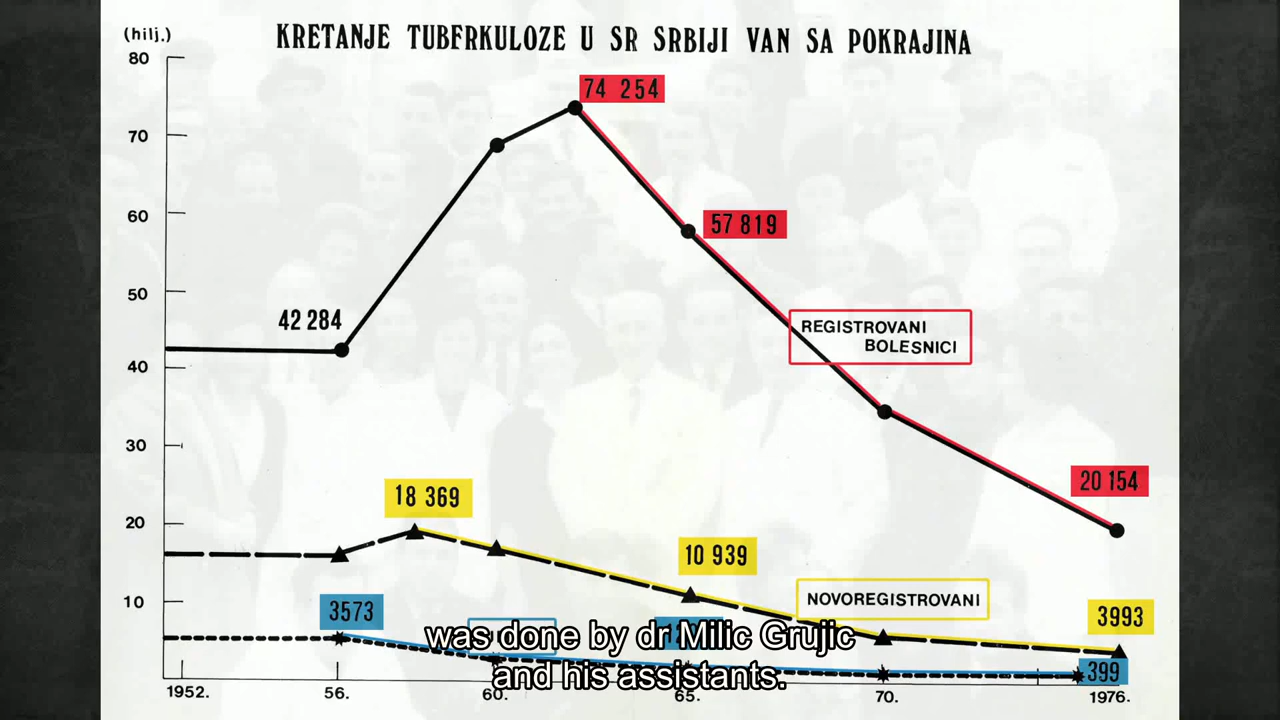 (hilj.)
KRETANJE TUBERKULOZE U SR SRBIJI VAN SA POKRAJINA
80
74 254
70
60
57 819
50
42 284
REGISTROVANI
BOLESNICI
40
30
20 154
20
18 369
10 939
10
NOVOREGISTROVANI
3573
3993
was done by dr Milic Grujic
and his assistants.
399
1952. 56. 60. 65. 70. 1976.